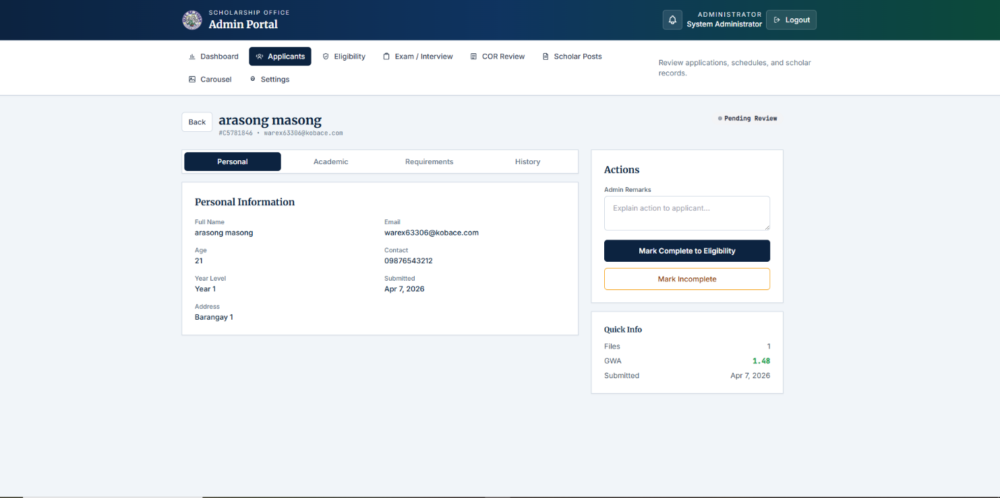 SCHOLARSHIP OFFICE
Admin Portal
ADMINISTRATOR
System Administrator
Logout
Dashboard
Applicants
Eligibility
Exam / Interview
COR Review
Scholar Posts
Carousel
Settings
Review applications, schedules, and scholar
records.
Back
arasong masong
#C5781846 • warex63306@kobace.com
Pending Review
Personal
Academic
Requirements
History
Personal Information
Full Name
arasong masong
Email
warex63306@kobace.com
Age
21
Contact
09876543212
Year Level
Year 1
Submitted
Apr 7, 2026
Address
Barangay 1
Actions
Admin Remarks
Explain action to applicant...
Mark Complete to Eligibility
Mark Incomplete
Quick Info
Files 1
GWA 1.48
Submitted Apr 7, 2026